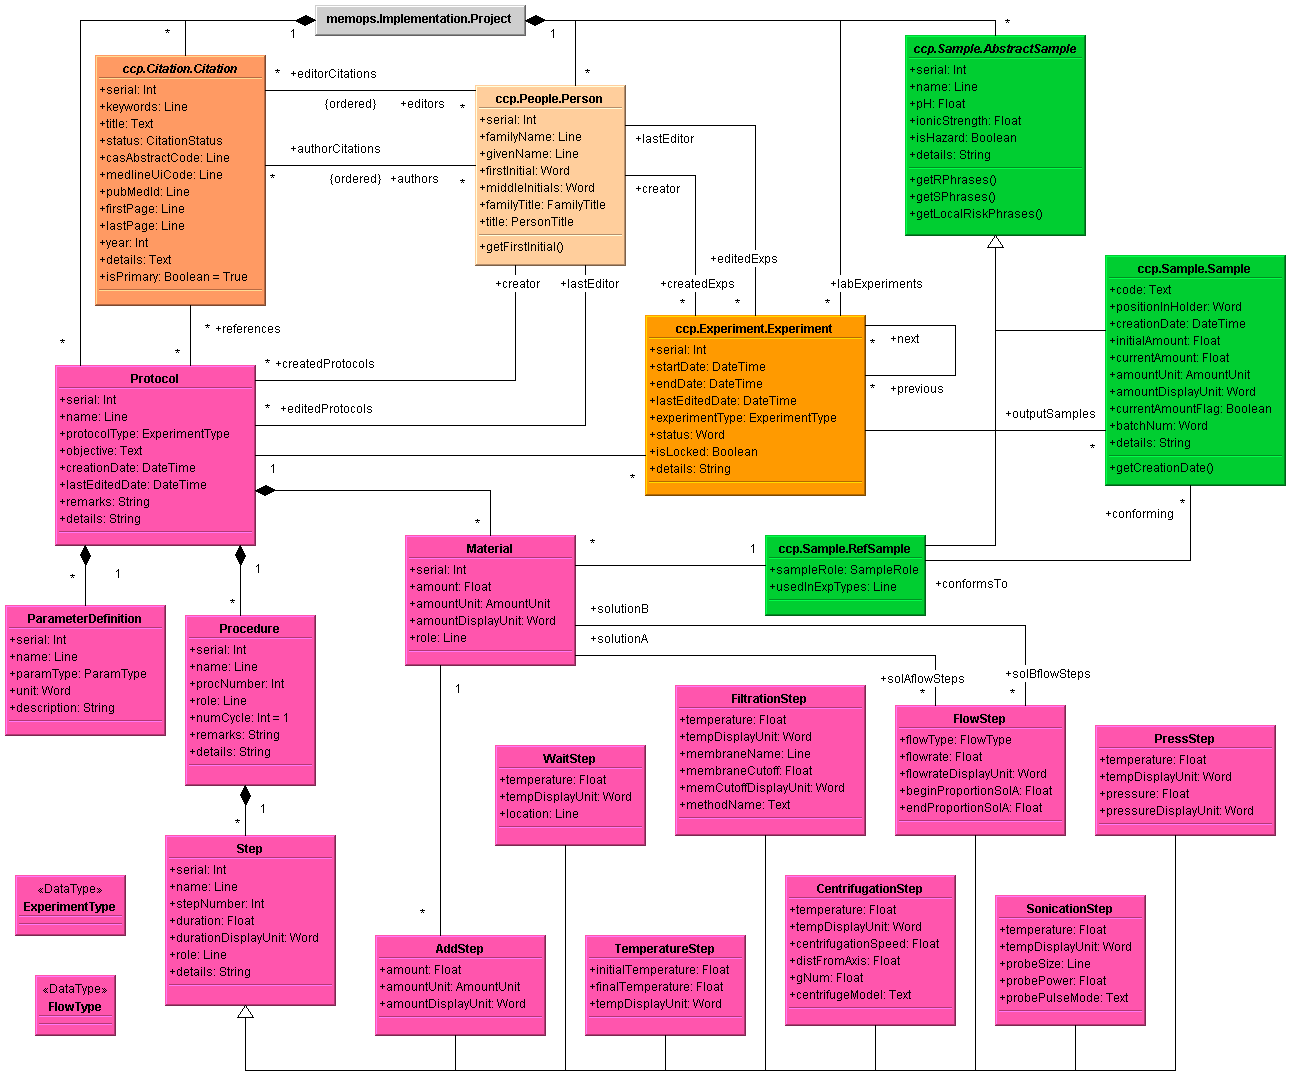 memops.Implementation.Project
1
1
*
*
*
ccp.Citation.Citation
+serial: Int
+keywords: Line
+title: Text
+status: CitationStatus
+casAbstractCode: Line
+medlineUiCode: Line
+pubMedId: Line
+firstPage: Line
+lastPage: Line
+year: Int
+details: Text
+isPrimary: Boolean = True
* +editorCitations
{ordered} +editors *
+authorCitations
* {ordered} +authors *
ccp.People.Person
+serial: Int
+familyName: Line
+givenName: Line
+firstInitial: Word
+middleInitials: Word
+familyTitle: FamilyTitle
+title: PersonTitle
+getFirstInitial()
+lastEditor
+creator
+editedExps
+createdExps
* *
+labExperiments
*
ccp.Sample.AbstractSample
+serial: Int
+name: Line
+pH: Float
+ionicStrength: Float
+isHazard: Boolean
+details: String
+getRPhrases()
+getSPhrases()
+getLocalRiskPhrases()
ccp.Sample.Sample
+code: Text
+positionInHolder: Word
+creationDate: DateTime
+initialAmount: Float
+currentAmount: Float
+amountUnit: AmountUnit
+amountDisplayUnit: Word
+currentAmountFlag: Boolean
+batchNum: Word
+details: String
+getCreationDate()
+creator +lastEditor
* +references
*
*
* +createdProtocols
* +editedProtocols
ccp.Experiment.Experiment
+serial: Int
+startDate: DateTime
+endDate: DateTime
+lastEditedDate: DateTime
+experimentType: ExperimentType
+status: Word
+isLocked: Boolean
+details: String
* +next
* +previous
+outputSamples
*
Protocol
+serial: Int
+name: Line
+protocolType: ExperimentType
+objective: Text
+creationDate: DateTime
+lastEditedDate: DateTime
+remarks: String
+details: String
1
*
*
+conforming
*
ccp.Sample.RefSample
+sampleRole: SampleRole
+usedInExpTypes: Line
+conformsTo
* 1
Material
+serial: Int
+amount: Float
+amountUnit: AmountUnit
+amountDisplayUnit: Word
+role: Line
+solutionB
+solutionA
+solAflowSteps
*
+solBflowSteps
*
* 1
1
*
ParameterDefinition
+serial: Int
+name: Line
+paramType: ParamType
+unit: Word
+description: String
Procedure
+serial: Int
+name: Line
+procNumber: Int
+role: Line
+numCycle: Int = 1
+remarks: String
+details: String
1
*
1
*
Step
+serial: Int
+name: Line
+stepNumber: Int
+duration: Float
+durationDisplayUnit: Word
+role: Line
+details: String
WaitStep
+temperature: Float
+tempDisplayUnit: Word
+location: Line
FiltrationStep
+temperature: Float
+tempDisplayUnit: Word
+membraneName: Line
+membraneCutoff: Float
+memCutoffDisplayUnit: Word
+methodName: Text
FlowStep
+flowType: FlowType
+flowrate: Float
+flowrateDisplayUnit: Word
+beginProportionSolA: Float
+endProportionSolA: Float
PressStep
+temperature: Float
+tempDisplayUnit: Word
+pressure: Float
+pressureDisplayUnit: Word
«DataType»
ExperimentType
«DataType»
FlowType
AddStep
+amount: Float
+amountUnit: AmountUnit
+amountDisplayUnit: Word
TemperatureStep
+initialTemperature: Float
+finalTemperature: Float
+tempDisplayUnit: Word
CentrifugationStep
+temperature: Float
+tempDisplayUnit: Word
+centrifugationSpeed: Float
+distFromAxis: Float
+gNum: Float
+centrifugeModel: Text
SonicationStep
+temperature: Float
+tempDisplayUnit: Word
+probeSize: Line
+probePower: Float
+probePulseMode: Text